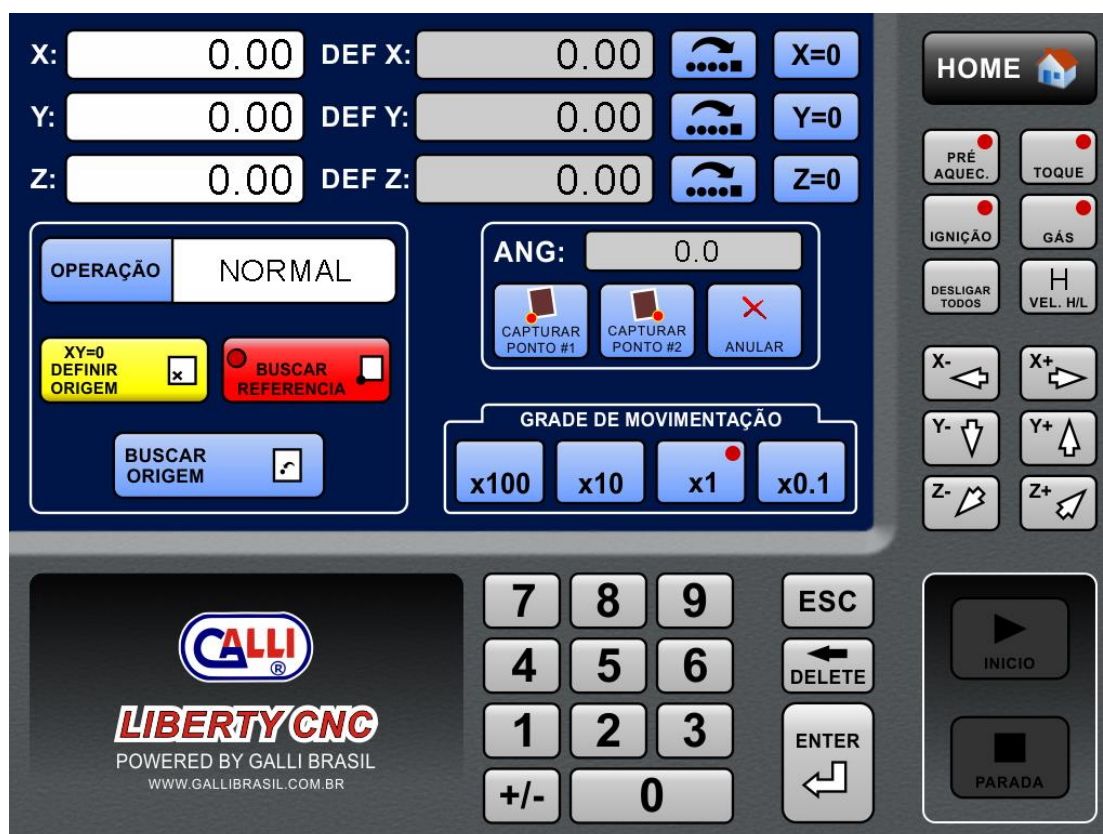 X: 0.00 DEF X: 0.00 X=0
Y: 0.00 DEF Y: 0.00 Y=0
Z: 0.00 DEF Z: 0.00 Z=0
OPERAÇÃO NORMAL
XY=0
DEFINIR
ORIGEM
BUSCAR
REFERENCIA
BUSCAR
ORIGEM
ANG: 0.0
CAPTURAR
PONTO #1
CAPTURAR
PONTO #2
ANULAR
GRADE DE MOVIMENTAÇÃO
x100 x10 x1 x0.1
HOME
PRÉ
AQUEC.
TOQUE
IGNIÇÃO
GÁS
DESLIGAR
TODOS
H
VEL. H/L
X- X+
Y- Y+
Z- Z+
GALLI
®
LIBERTY CNC
POWERED BY GALLI BRASIL
WWW.GALLIBRASIL.COM.BR
7 8 9
4 5 6
1 2 3
+/- 0
ESC
DELETE
ENTER
INICIO
PARADA